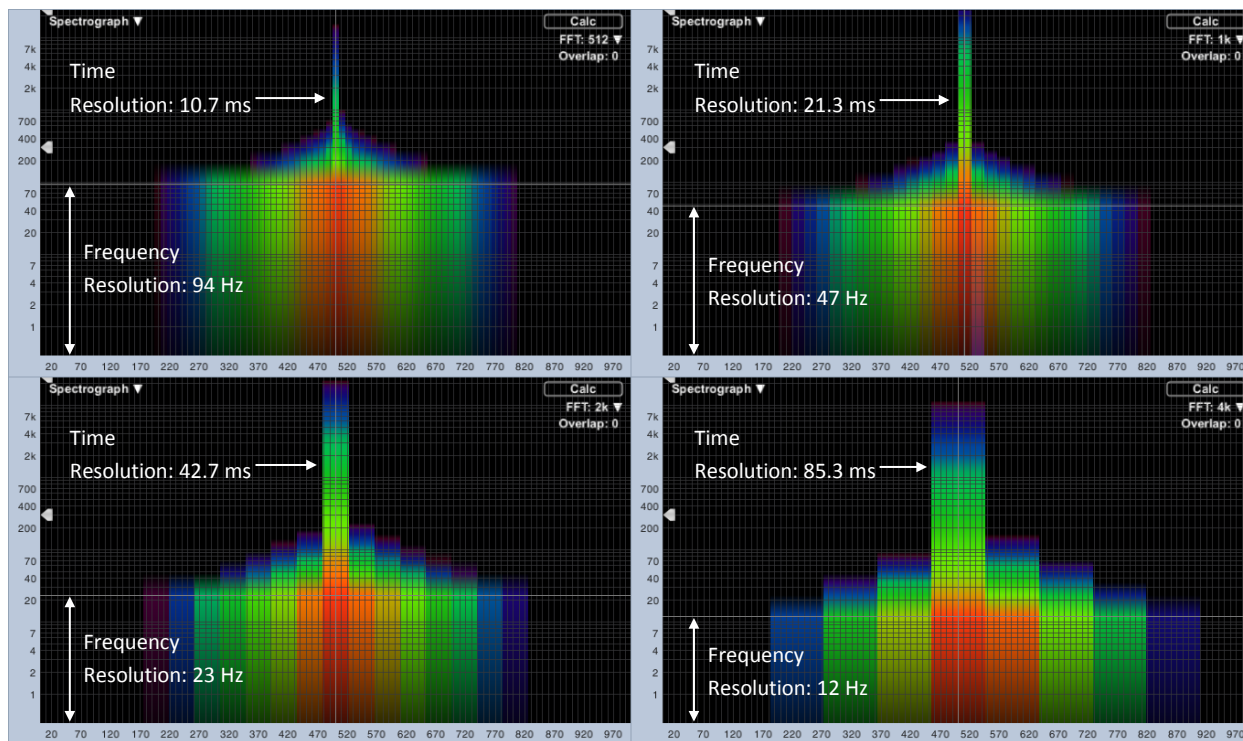 Spectrograph ▼
Calc
FFT: 512 ▼
Overlap: 0
7k
4k
2k
700
400
200
70
40
20
7
4
2
1
Time
Resolution: 10.7 ms
Frequency
Resolution: 94 Hz
20 70 120 170 220 270 320 370 420 470 520 570 620 670 720 770 820 870 920 970
Spectrograph ▼
Calc
FFT: 1k ▼
Overlap: 0
7k
4k
2k
700
400
200
70
40
20
7
4
2
1
Time
Resolution: 21.3 ms
Frequency
Resolution: 47 Hz
20 70 120 170 220 270 320 370 420 470 520 570 620 670 720 770 820 870 920 970
Spectrograph ▼
Calc
FFT: 2k ▼
Overlap: 0
7k
4k
2k
700
400
200
70
40
20
7
4
2
1
Time
Resolution: 42.7 ms
Frequency
Resolution: 23 Hz
20 70 120 170 220 270 320 370 420 470 520 570 620 670 720 770 820 870 920 970
Spectrograph ▼
Calc
FFT: 4k ▼
Overlap: 0
7k
4k
2k
700
400
200
70
40
20
7
4
2
1
Time
Resolution: 85.3 ms
Frequency
Resolution: 12 Hz
20 70 120 170 220 270 320 370 420 470 520 570 620 670 720 770 820 870 920 970